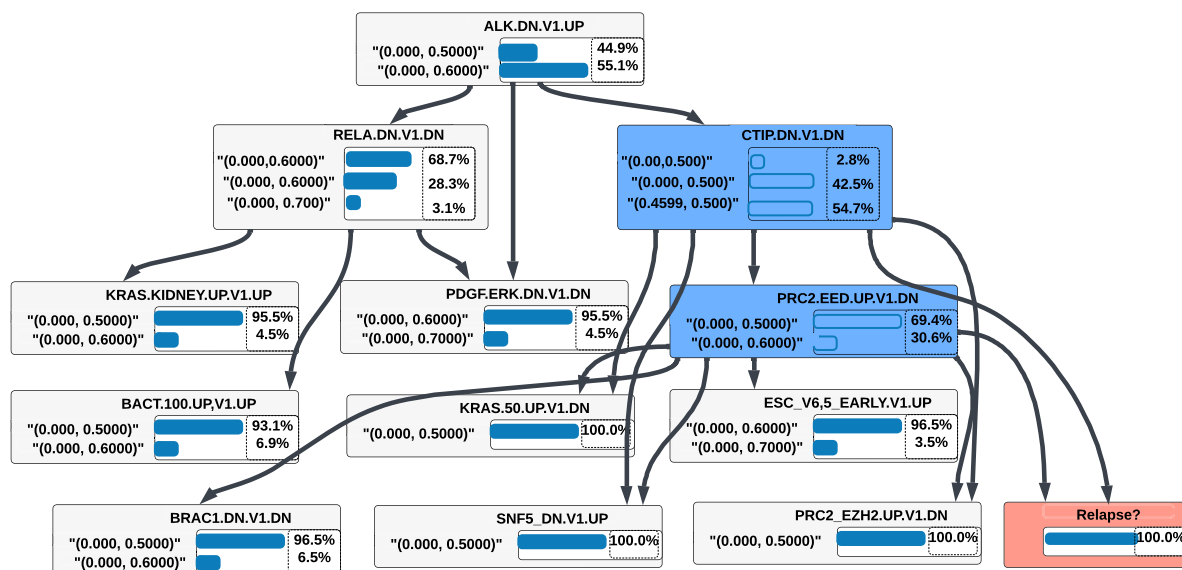 ALK.DN.V1.UP
"(0.000, 0.5000)" 44.9%
"(0.000, 0.6000)" 55.1%
RELA.DN.V1.DN
"(0.000,0.6000)" 68.7%
"(0.000, 0.6000)" 28.3%
"(0.000, 0.700)" 3.1%
CTIP.DN.V1.DN
"(0.00,0.500)" 2.8%
"(0.000, 0.500)" 42.5%
"(0.4599, 0.500)" 54.7%
KRAS.KIDNEY.UP.V1.UP
"(0.000, 0.5000)" 95.5%
"(0.000, 0.6000)" 4.5%
PDGF.ERK.DN.V1.DN
"(0.000, 0.6000)" 95.5%
"(0.000, 0.7000)" 4.5%
PRC2.EED.UP.V1.DN
"(0.000, 0.5000)" 69.4%
"(0.000, 0.6000)" 30.6%
BACT.100.UP,V1.UP
"(0.000, 0.5000)" 93.1%
"(0.000, 0.6000)" 6.9%
KRAS.50.UP.V1.DN
"(0.000, 0.5000)" 100.0%
ESC_V6,5_EARLY.V1.UP
"(0.000, 0.6000)" 96.5%
"(0.000, 0.7000)" 3.5%
BRAC1.DN.V1.DN
"(0.000, 0.5000)" 96.5%
"(0.000, 0.6000)" 6.5%
SNF5_DN.V1.UP
"(0.000, 0.5000)" 100.0%
PRC2_EZH2.UP.V1.DN
"(0.000, 0.5000)" 100.0%
Relapse?
100.0%